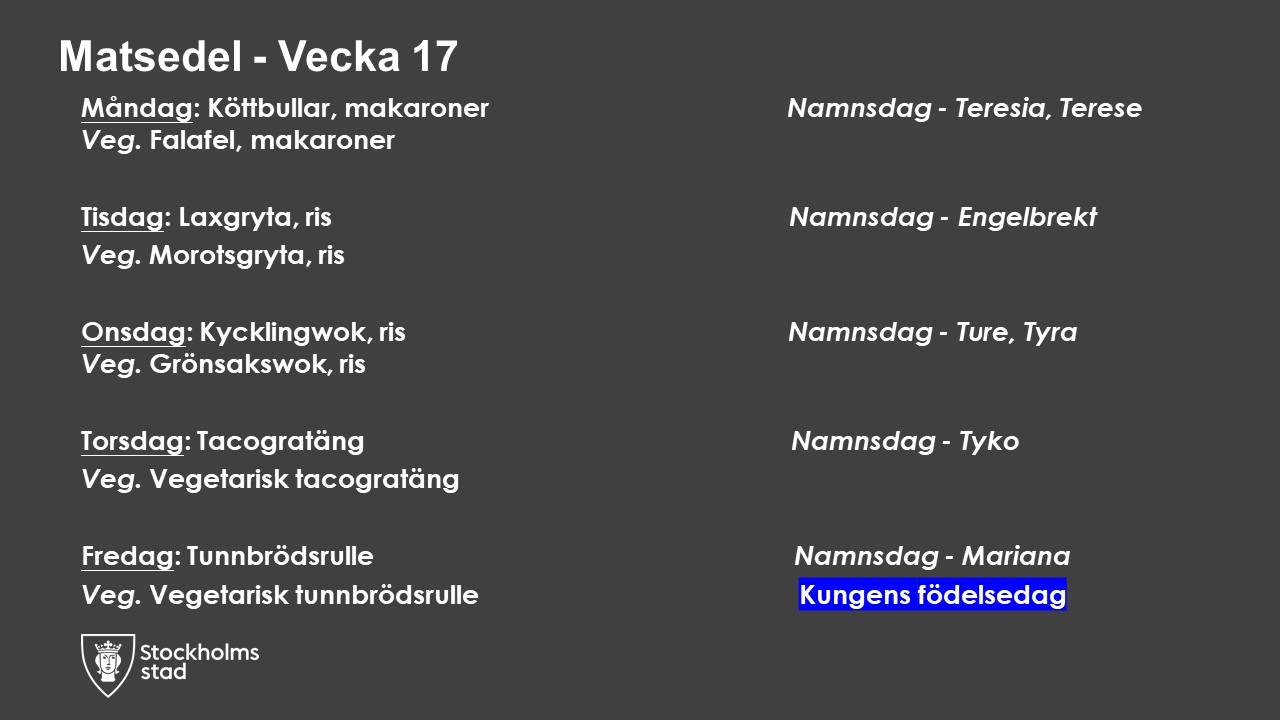 Matsedel - Vecka 17
Måndag: Köttbullar, makaroner Namnsdag - Teresia, Terese
Veg. Falafel, makaroner
Tisdag: Laxgryta, ris Namnsdag - Engelbrekt
Veg. Morotsgryta, ris
Onsdag: Kycklingwok, ris Namnsdag - Ture, Tyra
Veg. Grönsakswok, ris
Torsdag: Tacogratäng Namnsdag - Tyko
Veg. Vegetarisk tacogratäng
Fredag: Tunnbrödsrulle Namnsdag - Mariana
Veg. Vegetarisk tunnbrödsrulle Kungens födelsedag
Stockholms
stad